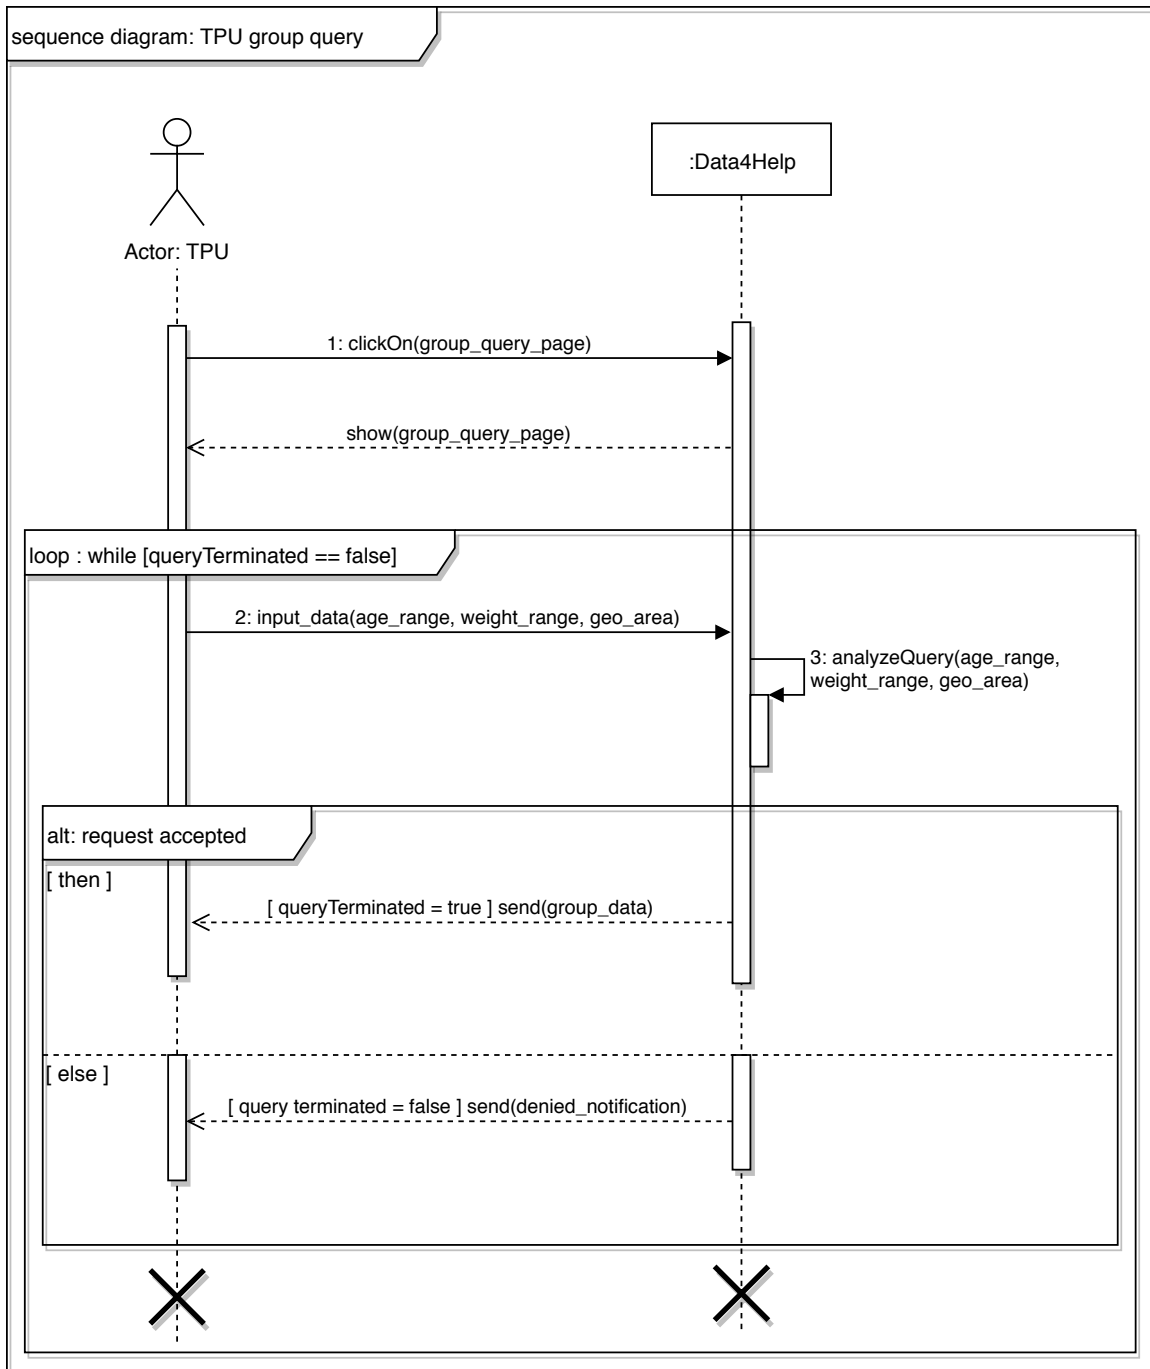 sequence diagram: TPU group query
:Data4Help
Actor: TPU
1: clickOn(group_query_page)
show(group_query_page)
loop : while [queryTerminated == false]
2: input_data(age_range, weight_range, geo_area)
3: analyzeQuery(age_range,
weight_range, geo_area)
alt: request accepted
[ then ]
[ queryTerminated = true ] send(group_data)
[ else ]
[ query terminated = false ] send(denied_notification)